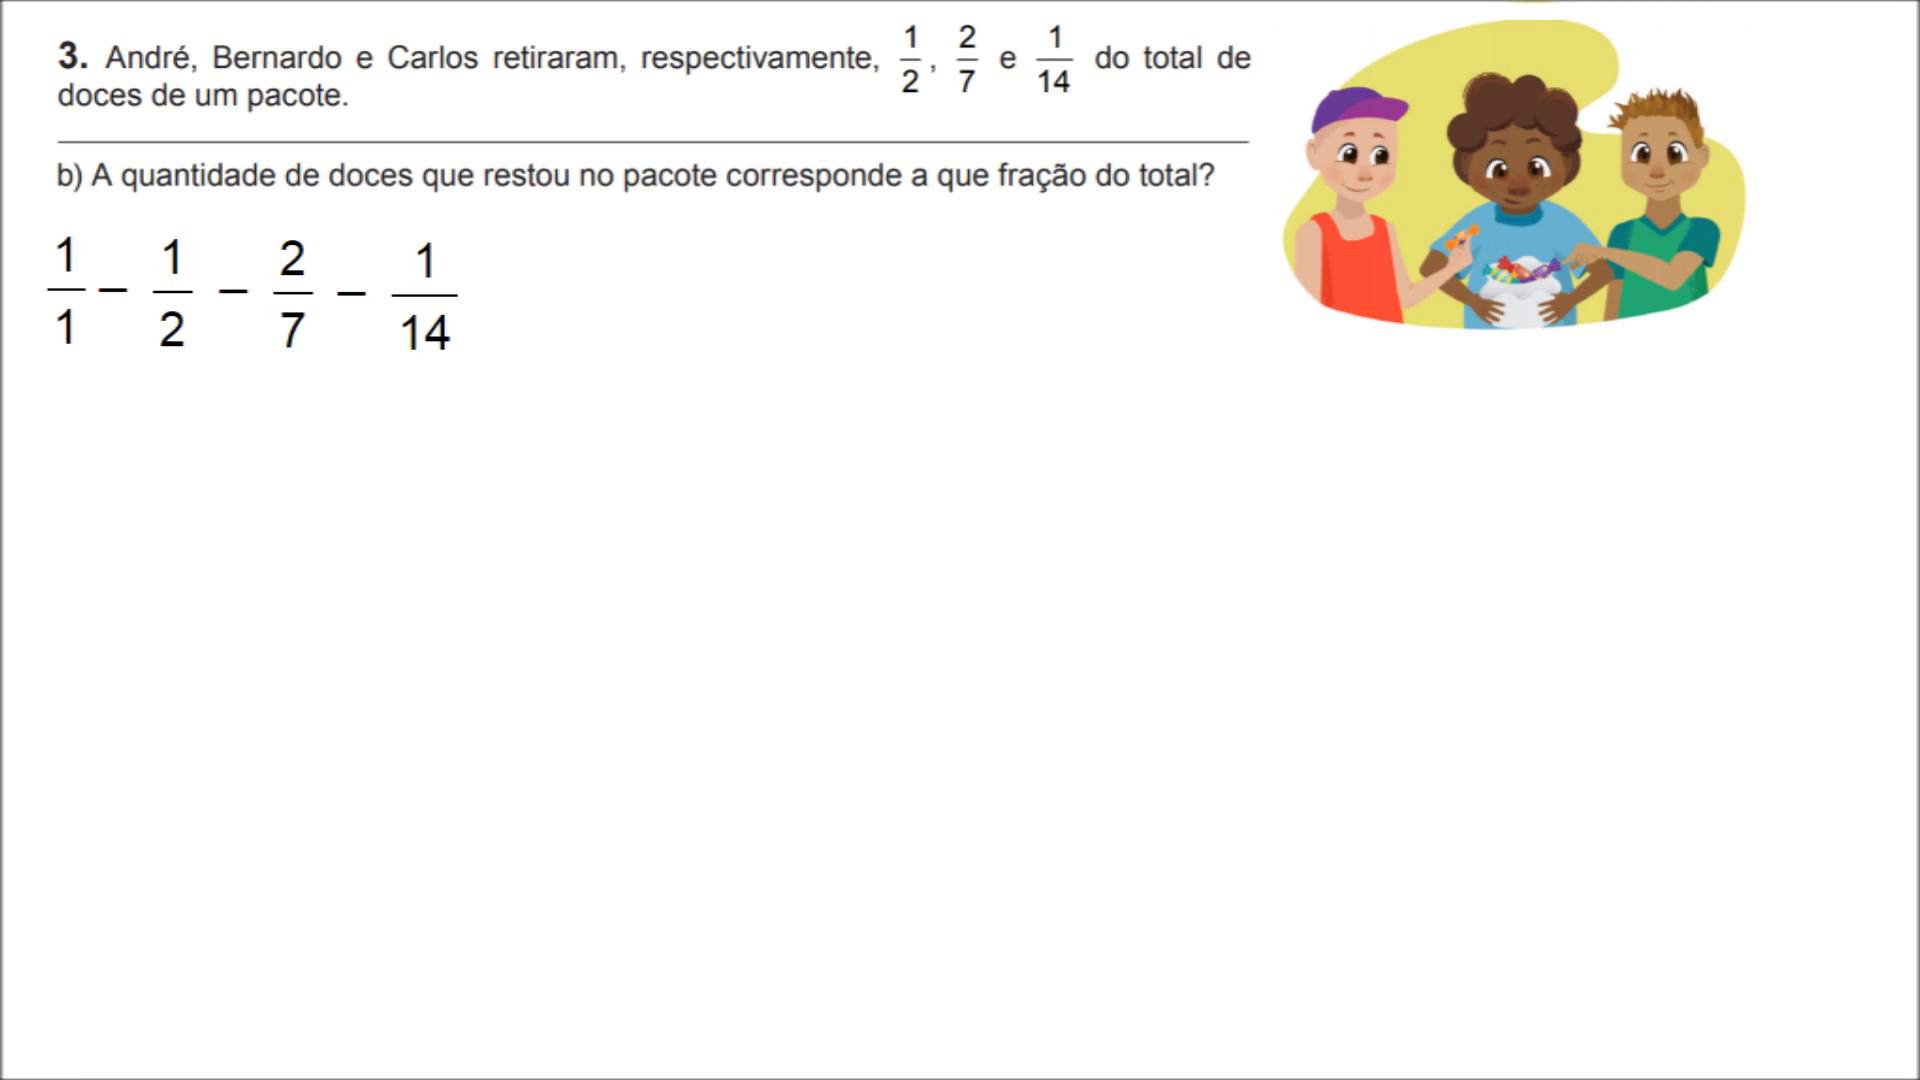 3. André, Bernardo e Carlos retiraram, respectivamente, 1/2, 2/7 e 1/14 do total de
doces de um pacote.
b) A quantidade de doces que restou no pacote corresponde a que fração do total?
1/1 – 1/2 – 2/7 – 1/14